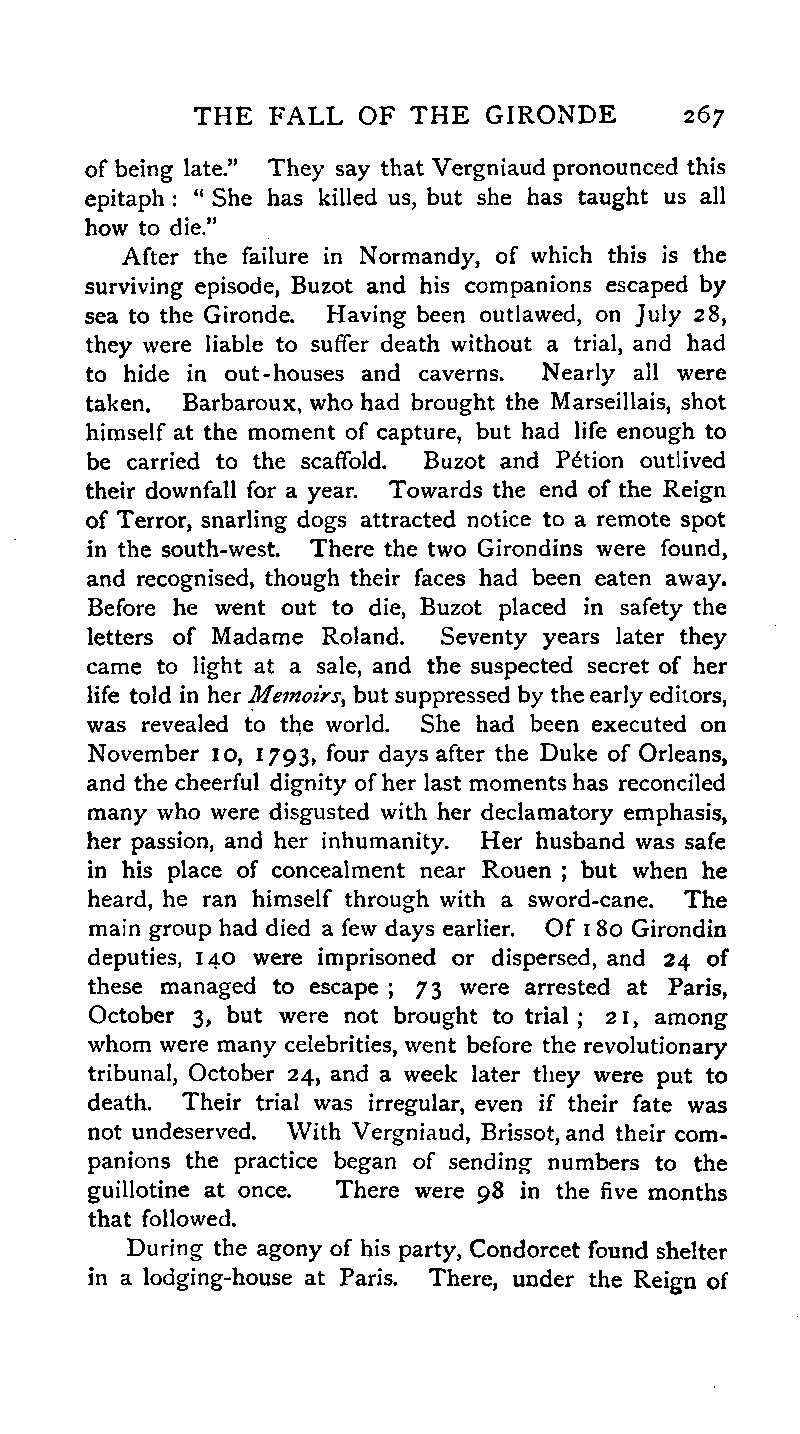 THE FALL OF THE GIRONDE 267
of being late.” They say that Vergniaud pronounced this
epitaph : “ She has killed us, but she has taught us all
how to die.”
After the failure in Normandy, of which this is the
surviving episode, Buzot and his companions escaped by
sea to the Gironde. Having been outlawed, on July 28,
they were liable to suffer death without a trial, and had
to hide in out-houses and caverns. Nearly all were
taken. Barbaroux, who had brought the Marseillais, shot
himself at the moment of capture, but had life enough to
be carried to the scaffold. Buzot and Pétion outlived
their downfall for a year. Towards the end of the Reign
of Terror, snarling dogs attracted notice to a remote spot
in the south-west. There the two Girondins were found,
and recognised, though their faces had been eaten away.
Before he went out to die, Buzot placed in safety the
letters of Madame Roland. Seventy years later they
came to light at a sale, and the suspected secret of her
life told in her Memoirs, but suppressed by the early editors,
was revealed to the world. She had been executed on
November 10, 1793, four days after the Duke of Orleans,
and the cheerful dignity of her last moments has reconciled
many who were disgusted with her declamatory emphasis,
her passion, and her inhumanity. Her husband was safe
in his place of concealment near Rouen ; but when he
heard, he ran himself through with a sword-cane. The
main group had died a few days earlier. Of 180 Girondin
deputies, 140 were imprisoned or dispersed, and 24 of
these managed to escape ; 73 were arrested at Paris,
October 3, but were not brought to trial ; 21, among
whom were many celebrities, went before the revolutionary
tribunal, October 24, and a week later they were put to
death. Their trial was irregular, even if their fate was
not undeserved. With Vergniaud, Brissot, and their com-
panions the practice began of sending numbers to the
guillotine at once. There were 98 in the five months
that followed.
During the agony of his party, Condorcet found shelter
in a lodging-house at Paris. There, under the Reign of